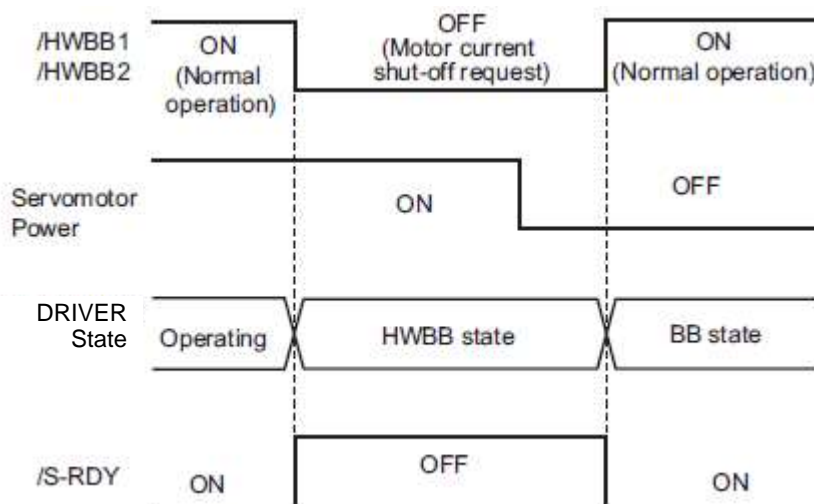 /HWBB1
/HWBB2
ON
(Normal
operation)
OFF
(Motor current
shut-off request)
ON
(Normal operation)
Servomotor
Power
ON
OFF
DRIVER
State
Operating
HWBB state
BB state
/S-RDY
ON
OFF
ON